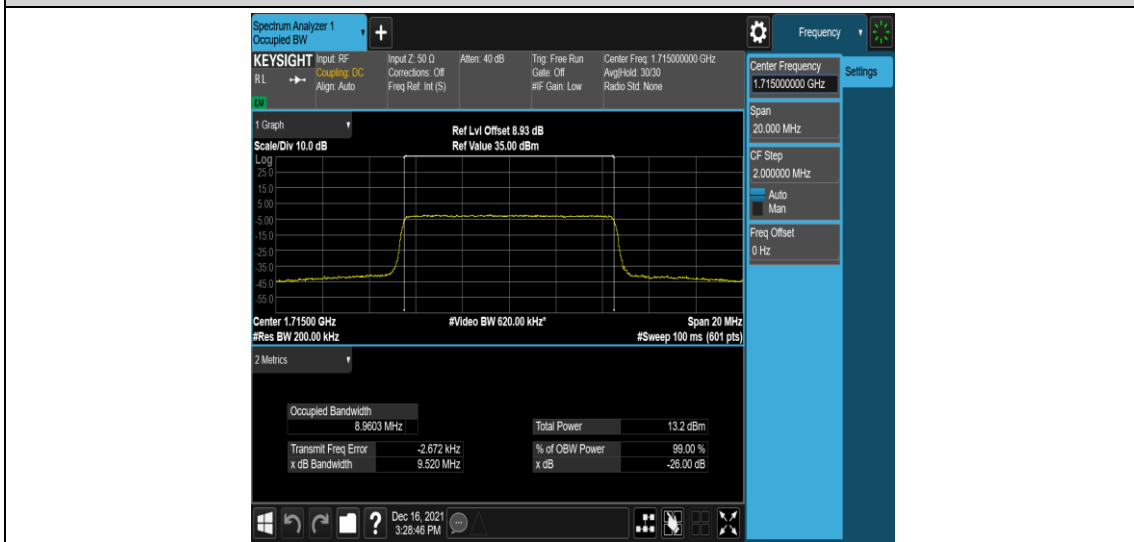 Spectrum Analyzer 1
Occupied BW
+
Frequency
KEYSIGHT
RL
Input: RF
Coupling: DC
Align: Auto
Input Z: 50 Ω
Corrections: Off
Freq Ref: Int (S)
Atten: 40 dB
Trig: Free Run
Gate: Off
#IF Gain: Low
Center Freq: 1.715000000 GHz
Avg|Hold: 30/30
Radio Std: None
Center Frequency
1.715000000 GHz
Settings
Span
20.000 MHz
CF Step
2.000000 MHz
Auto
Man
Freq Offset
0 Hz
1 Graph
Scale/Div 10.0 dB
Ref Lvl Offset 8.93 dB
Ref Value 35.00 dBm
Log
25.0
15.0
5.00
-5.00
-15.0
-25.0
-35.0
-45.0
-55.0
Center 1.71500 GHz
#Video BW 620.00 kHz*
Span 20 MHz
#Res BW 200.00 kHz
#Sweep 100 ms (601 pts)
2 Metrics
Occupied Bandwidth
8.9603 MHz
Total Power 13.2 dBm
Transmit Freq Error -2.672 kHz
% of OBW Power 99.00 %
x dB Bandwidth 9.520 MHz
x dB -26.00 dB
?
Dec 16, 2021
3:28:46 PM